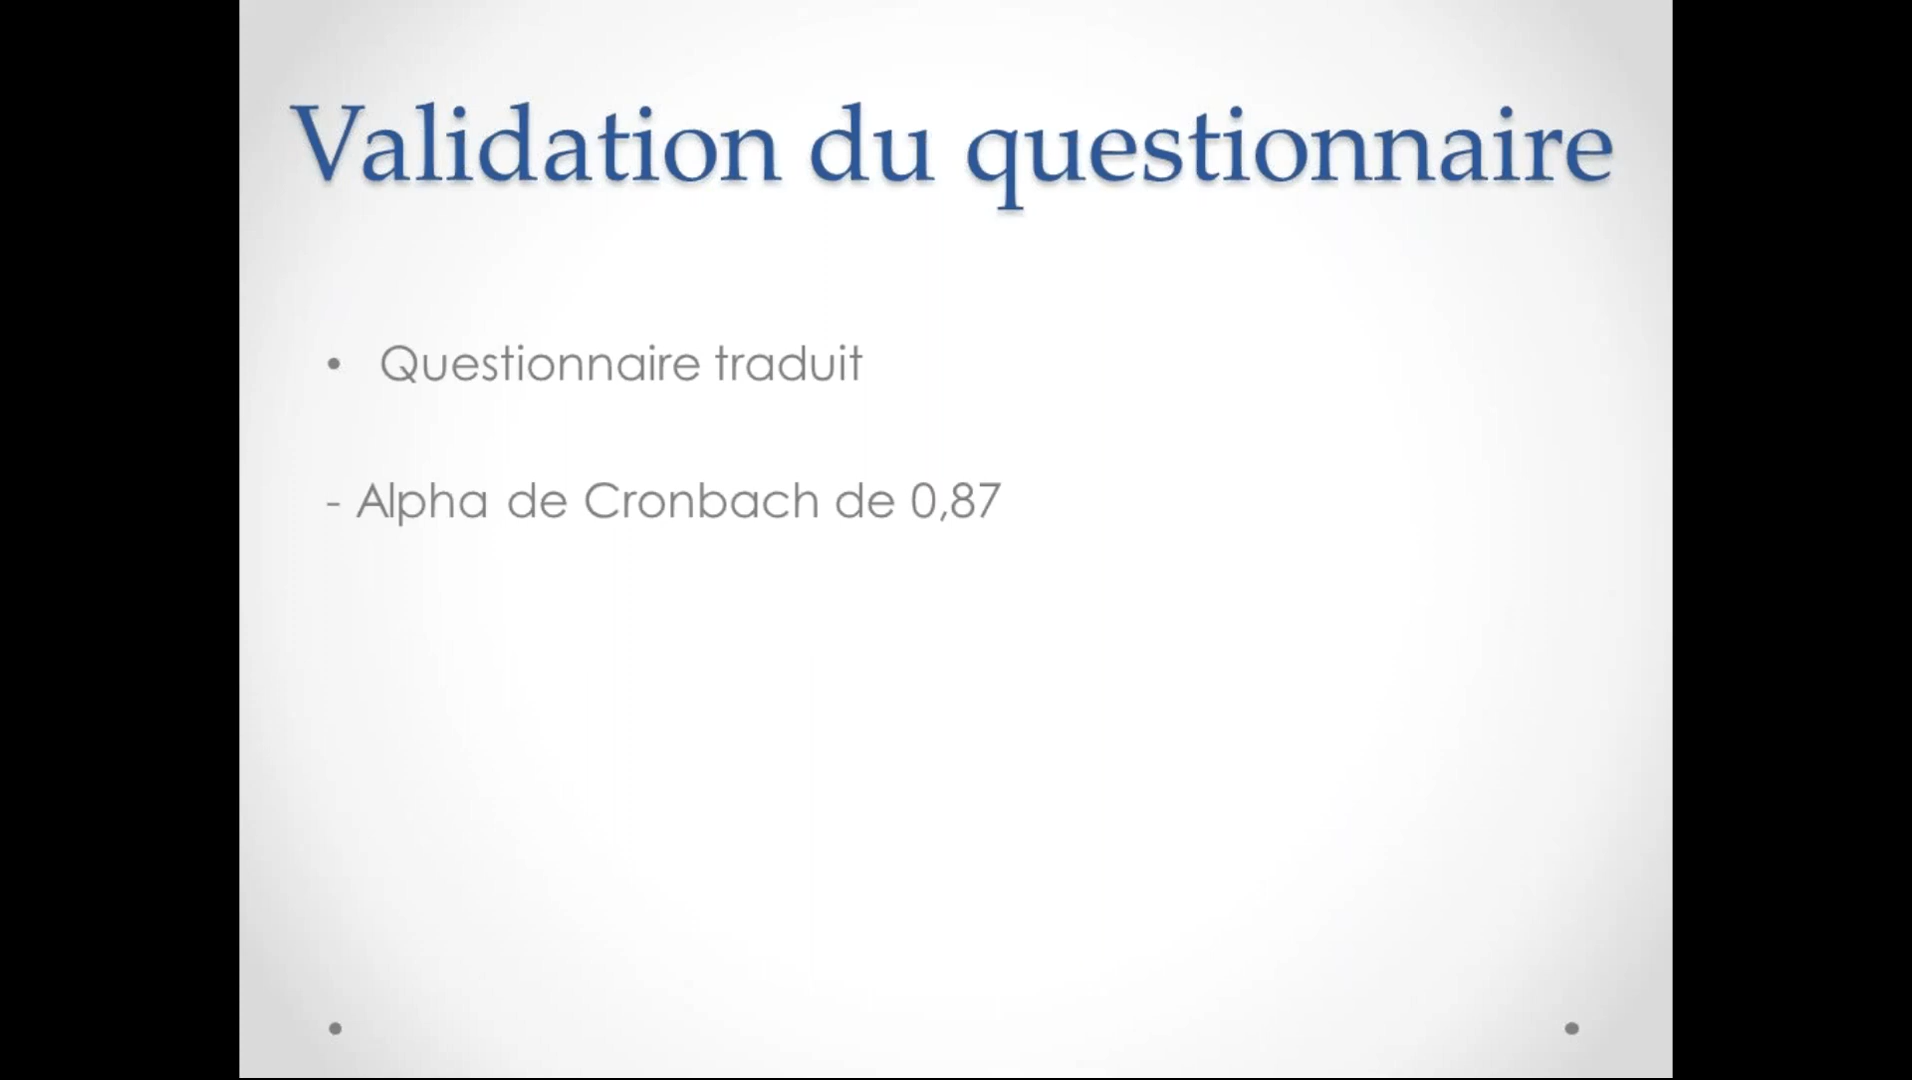 Validation du questionnaire
• Questionnaire traduit
- Alpha de Cronbach de 0,87